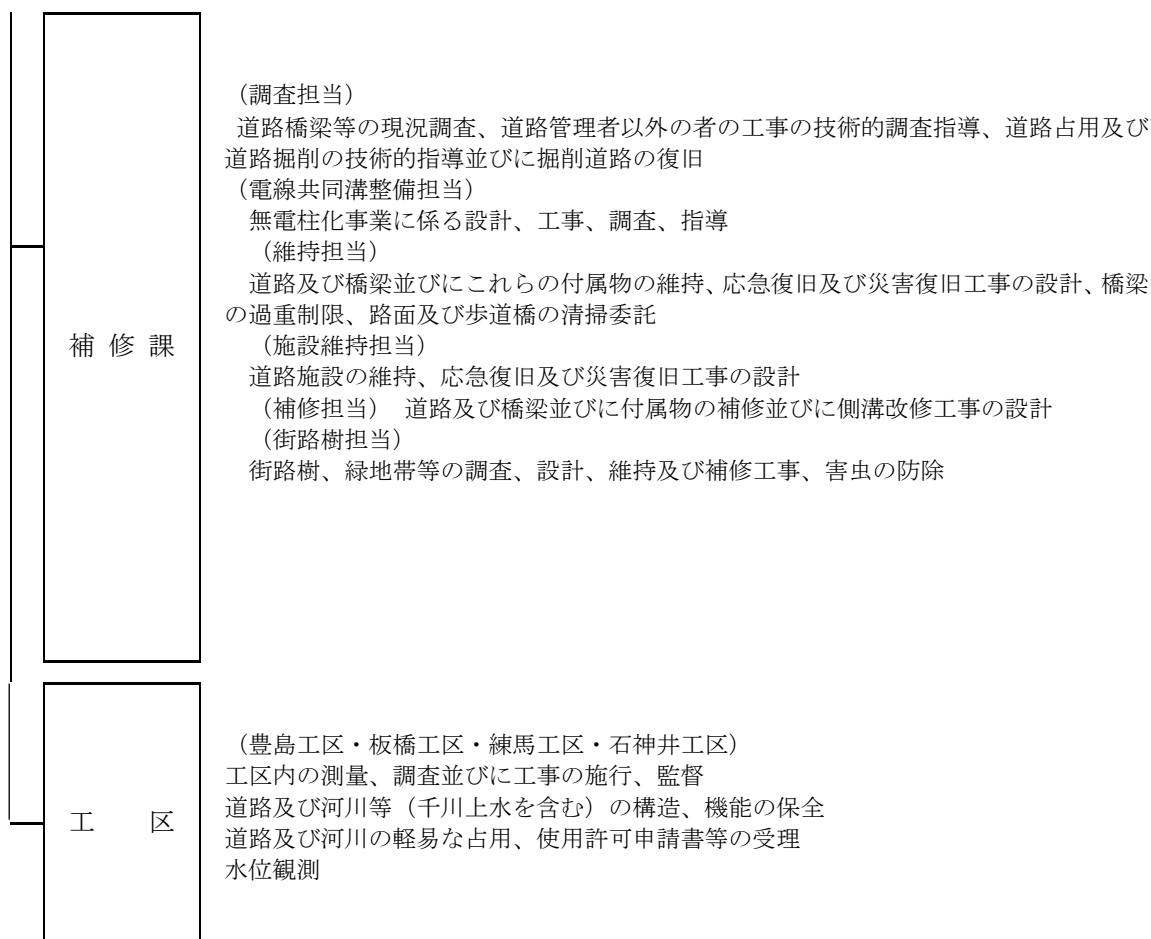 補修課
（調査担当）
道路橋梁等の現況調査、道路管理者以外の者の工事の技術的調査指導、道路占用及び
道路掘削の技術的指導並びに掘削道路の復旧
（電線共同溝整備担当）
無電柱化事業に係る設計、工事、調査、指導
（維持担当）
道路及び橋梁並びにこれらの付属物の維持、応急復旧及び災害復旧工事の設計、橋梁
の過重制限、路面及び歩道橋の清掃委託
（施設維持担当）
道路施設の維持、応急復旧及び災害復旧工事の設計
（補修担当）　道路及び橋梁並びに付属物の補修並びに側溝改修工事の設計
（街路樹担当）
街路樹、緑地帯等の調査、設計、維持及び補修工事、害虫の防除
工　区
（豊島工区・板橋工区・練馬工区・石神井工区）
工区内の測量、調査並びに工事の施行、監督
道路及び河川等（千川上水を含む）の構造、機能の保全
道路及び河川の軽易な占用、使用許可申請書等の受理
水位観測